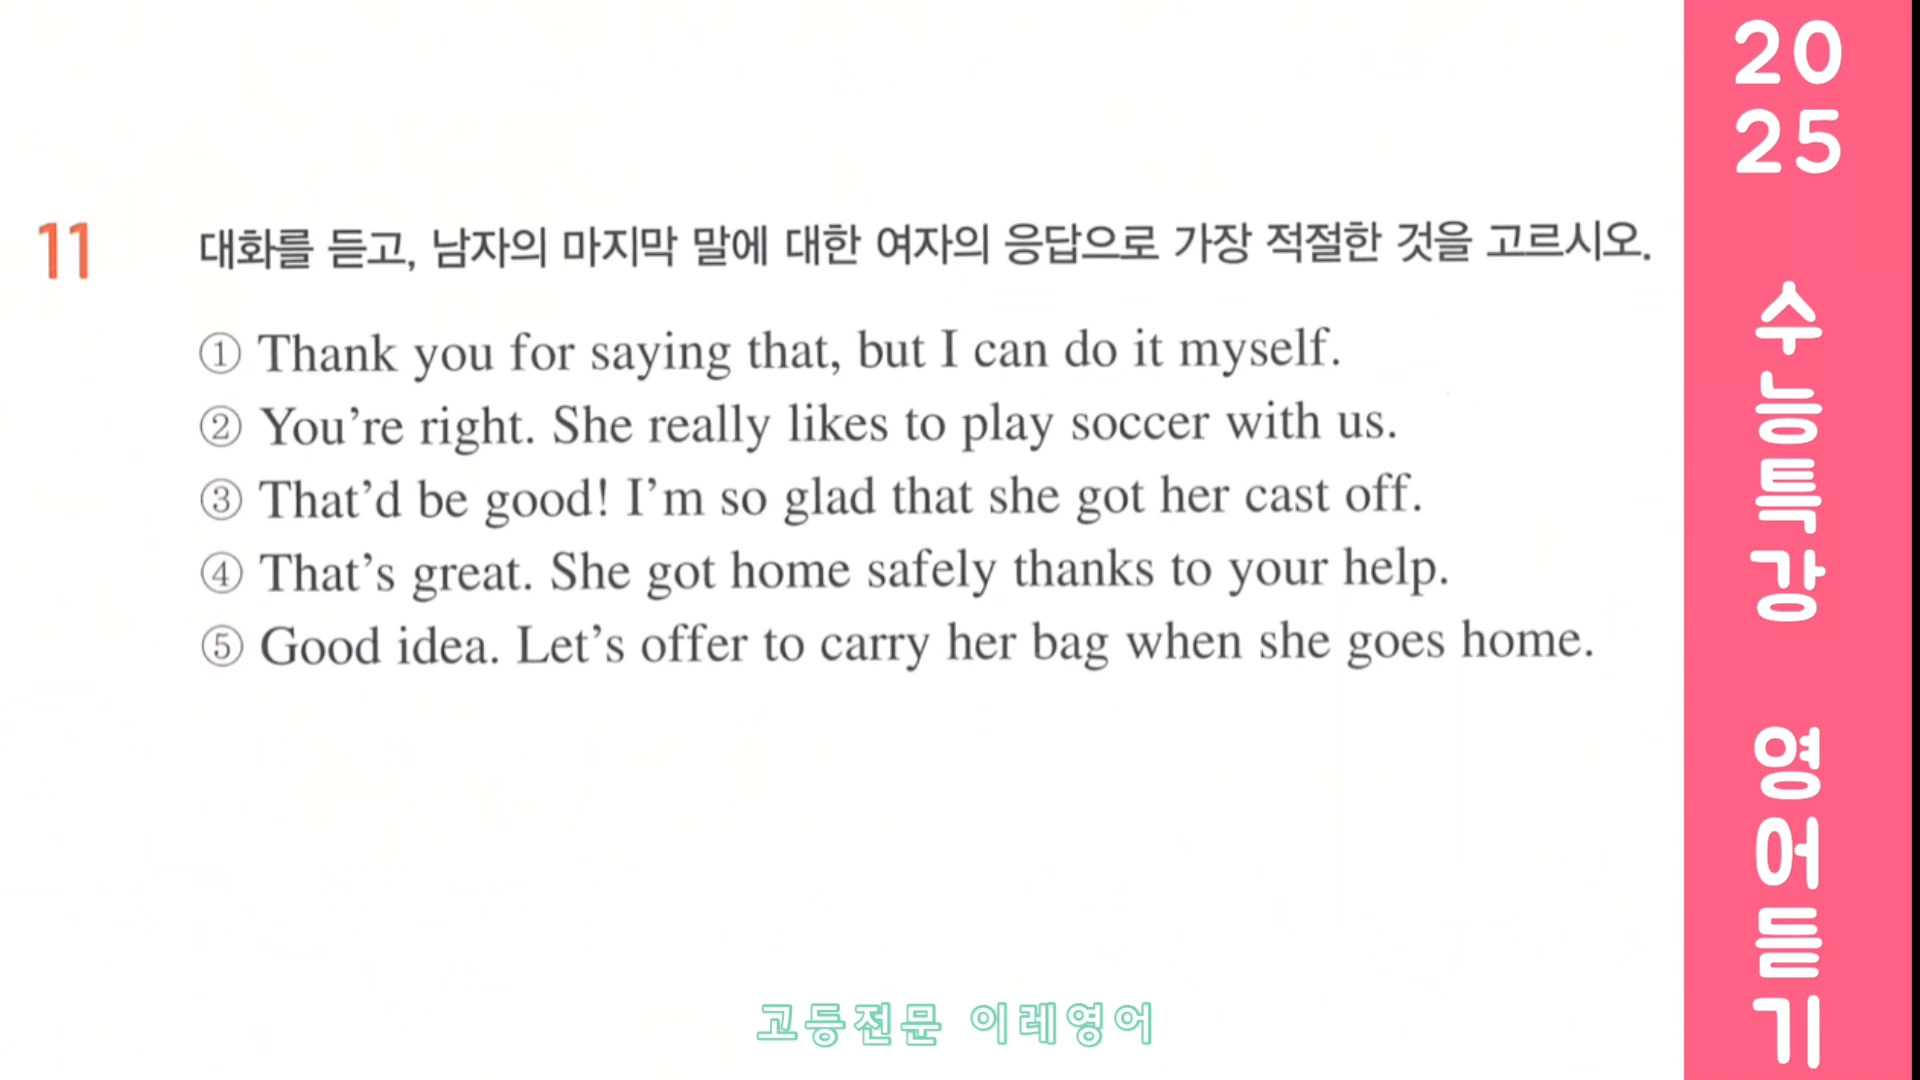 11 대화를 듣고, 남자의 마지막 말에 대한 여자의 응답으로 가장 적절한 것을 고르시오.
① Thank you for saying that, but I can do it myself.
② You're right. She really likes to play soccer with us.
③ That'd be good! I'm so glad that she got her cast off.
④ That's great. She got home safely thanks to your help.
⑤ Good idea. Let's offer to carry her bag when she goes home.
고등전문 이레영어
20
25
수능특강
영어듣기